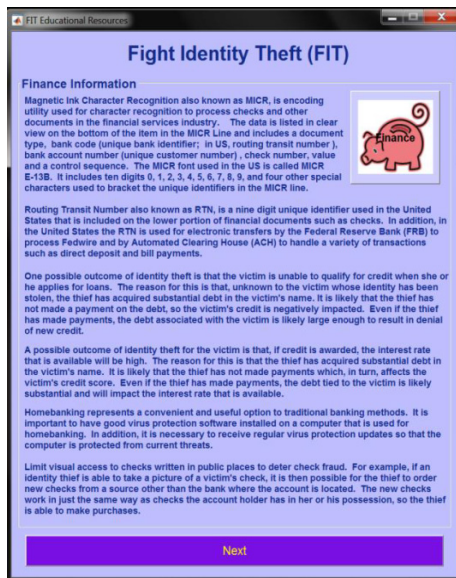 FIT Educational Resources
Fight Identity Theft (FIT)
Finance Information
Magnetic Ink Character Recognition also known as MICR, is encoding
utility used for character recognition to process checks and other
documents in the financial services industry. The data is listed in clear
view on the bottom of the item in the MICR Line and includes a document
type, bank code (unique bank identifier; in US, routing transit number ),
bank account number (unique customer number) , check number, value
and a control sequence. The MICR font used in the US is called MICR
E-13B. It includes ten digits 0, 1, 2, 3, 4, 5, 6, 7, 8, 9, and four other special
characters used to bracket the unique identifiers in the MICR line.
Finance
Routing Transit Number also known as RTN, is a nine digit unique identifier used in the United
States that is included on the lower portion of financial documents such as checks. In addition, in
the United States the RTN is used for electronic transfers by the Federal Reserve Bank (FRB) to
process Fedwire and by Automated Clearing House (ACH) to handle a variety of transactions
such as direct deposit and bill payments.
One possible outcome of identity theft is that the victim is unable to qualify for credit when she or
he applies for loans. The reason for this is that, unknown to the victim whose identity has been
stolen, the thief has acquired substantial debt in the victim's name. It is likely that the thief has
not made a payment on the debt, so the victim's credit is negatively impacted. Even if the thief
has made payments, the debt associated with the victim is likely large enough to result in denial
of new credit.
A possible outcome of identity theft for the victim is that, if credit is awarded, the interest rate
that is available will be high. The reason for this is that the thief has acquired substantial debt in
the victim's name. It is likely that the thief has not made payments which, in turn, affects the
victim's credit score. Even if the thief has made payments, the debt tied to the victim is likely
substantial and will impact the interest rate that is available.
Homebanking represents a convenient and useful option to traditional banking methods. It is
important to have good virus protection software installed on a computer that is used for
homebanking. In addition, it is necessary to receive regular virus protection updates so that the
computer is protected from current threats.
Limit visual access to checks written in public places to deter check fraud. For example, if an
identity thief is able to take a picture of a victim's check, it is then possible for the thief to order
new checks from a source other than the bank where the account is located. The new checks
work in just the same way as checks the account holder has in her or his possession, so the thief
is able to make purchases.
Next